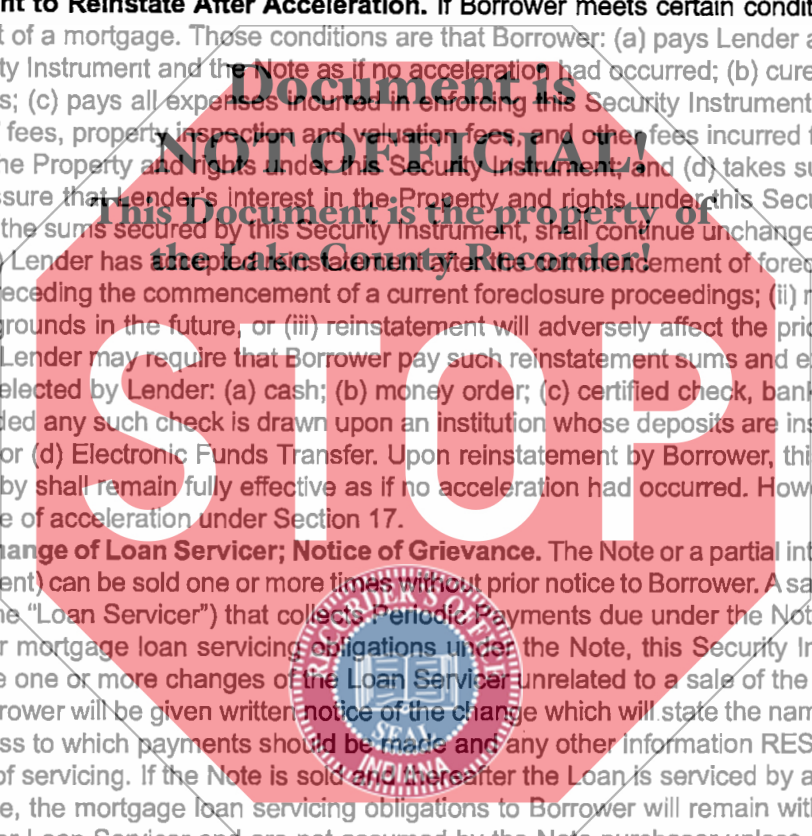 nt to Reinstate After Acceleration. If Borrower meets certain condit
t of a mortgage. Those conditions are that Borrower: (a) pays Lender a
ty Instrument and the Note as if no acceleration had occurred; (b) cure
s; (c) pays all expenses incurred in enforcing this Security Instrument
fees, property inspection and valuation fees, and other fees incurred
he Property and rights under this Security Instrument; and (d) takes su
ssure that Lender's interest in the Property and rights under this Secu
the sums secured by this Security Instrument, shall continue unchange
Lender has accepted reinstatement after the commencement of forec
eceding the commencement of a current foreclosure proceedings; (ii) r
grounds in the future, or (iii) reinstatement will adversely affect the pri
Lender may require that Borrower pay such reinstatement sums and e
elected by Lender: (a) cash; (b) money order; (c) certified check, bank
ded any such check is drawn upon an institution whose deposits are ins
or (d) Electronic Funds Transfer. Upon reinstatement by Borrower, thi
by shall remain fully effective as if no acceleration had occurred. Howe
e of acceleration under Section 17.
hange of Loan Servicer; Notice of Grievance. The Note or a partial int
ent) can be sold one or more times without prior notice to Borrower. A sa
he “Loan Servicer”) that collects Periodic Payments due under the Not
r mortgage loan servicing obligations under the Note, this Security In
e one or more changes of the Loan Servicer unrelated to a sale of the
rower will be given written notice of the change which will state the nam
ss to which payments should be made and any other information RES
of servicing. If the Note is sold and thereafter the Loan is serviced by a
e, the mortgage loan servicing obligations to Borrower will remain with
Document is
NOT OFFICIAL!
This Document is the property of
the Lake County Recorder!
STOP
RECORDER'S OFFICE
SEAL
INDIANA